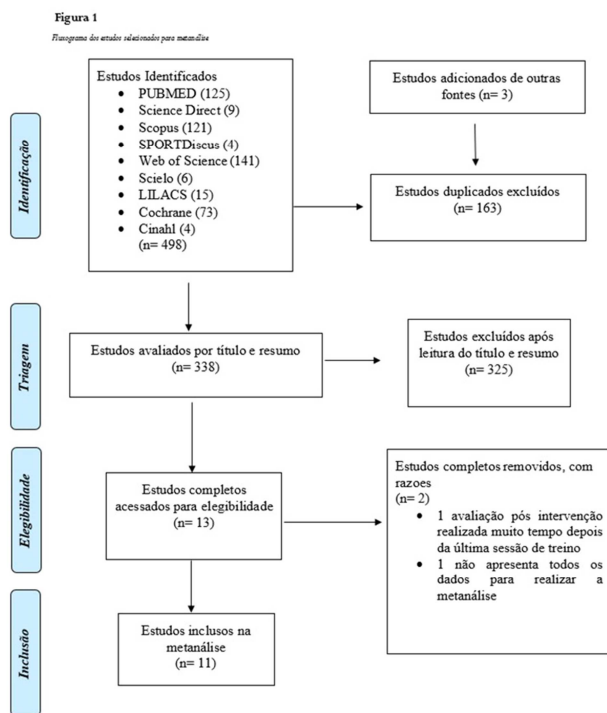 Figura 1
Fluxograma dos estudos selecionados para metanálise
Identificação
Estudos Identificados
• PUBMED (125)
• Science Direct (9)
• Scopus (121)
• SPORTDiscus (4)
• Web of Science (141)
• Scielo (6)
• LILACS (15)
• Cochrane (73)
• Cinahl (4)
(n= 498)
Estudos adicionados de outras
fontes (n= 3)
Estudos duplicados excluídos
(n= 163)
Triagem
Estudos avaliados por título e resumo
(n= 338)
Estudos excluídos após
leitura do título e resumo
(n= 325)
Elegibilidade
Estudos completos
acessados para elegibilidade
(n= 13)
Estudos completos removidos, com
razoes
(n= 2)
• 1 avaliação pós intervenção
realizada muito tempo depois
da última sessão de treino
• 1 não apresenta todos os
dados para realizar a
metanálise
Inclusão
Estudos inclusos na
metanálise
(n= 11)